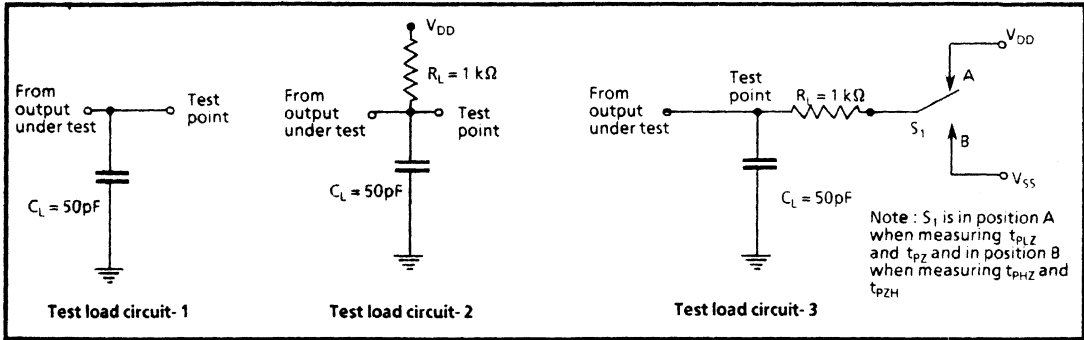 From
output
under test
Test
point
C_L = 50pF
Test load circuit- 1
V_DD
R_L = 1 kΩ
From
output
under test
Test
point
C_L = 50pF
Test load circuit- 2
From
output
under test
Test
point
R_L = 1 kΩ
C_L = 50pF
S_1
A
B
V_DD
V_SS
Note : S_1 is in position A
when measuring t_PLZ
and t_PZ and in position B
when measuring t_PHZ and
t_PZH
Test load circuit- 3